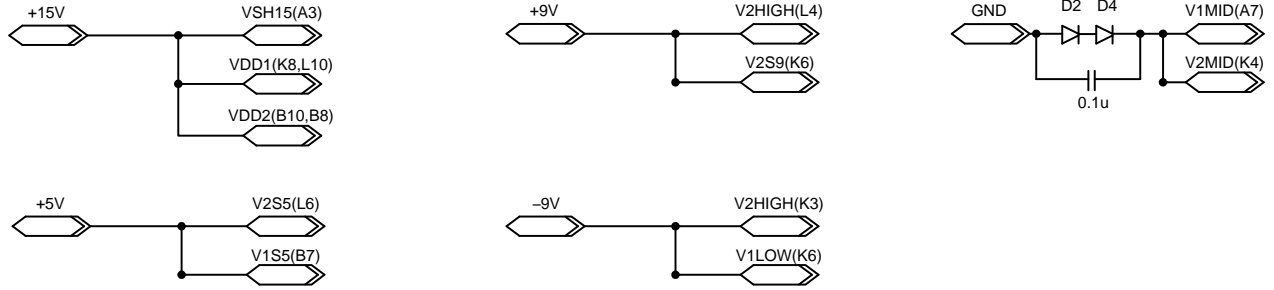 +15V
VSH15(A3)
VDD1(K8,L10)
VDD2(B10,B8)
+9V
V2HIGH(L4)
V2S9(K6)
GND
D2 D4
0.1u
V1MID(A7)
V2MID(K4)
+5V
V2S5(L6)
V1S5(B7)
–9V
V2HIGH(K3)
V1LOW(K6)